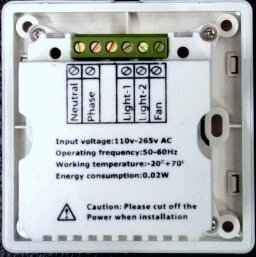 Neutral
Phase
Light-1
Light-2
Fan
Input voltage:110v~265v AC
Operating frequency:50-60Hz
Working temperature:-20°+70°
Energy consumption:0.02W
Caution: Please cut off the
Power when installation